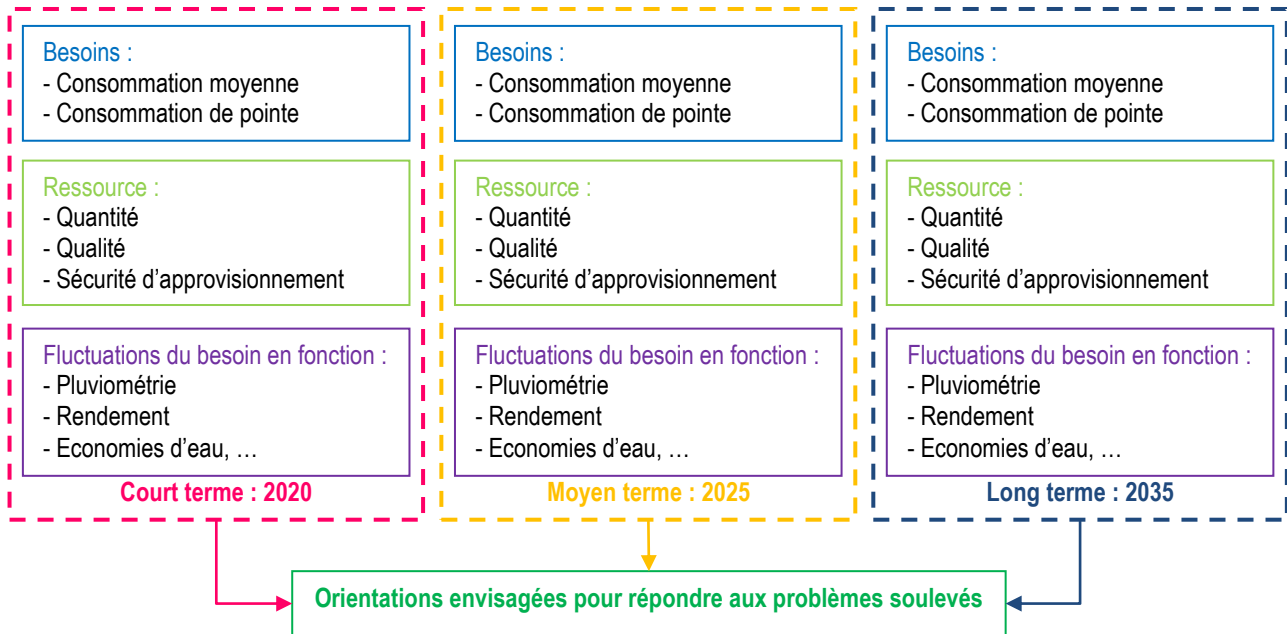 Besoins :
- Consommation moyenne
- Consommation de pointe
Ressource :
- Quantité
- Qualité
- Sécurité d’approvisionnement
Fluctuations du besoin en fonction :
- Pluviométrie
- Rendement
- Economies d’eau, …
Court terme : 2020
Besoins :
- Consommation moyenne
- Consommation de pointe
Ressource :
- Quantité
- Qualité
- Sécurité d’approvisionnement
Fluctuations du besoin en fonction :
- Pluviométrie
- Rendement
- Economies d’eau, …
Moyen terme : 2025
Besoins :
- Consommation moyenne
- Consommation de pointe
Ressource :
- Quantité
- Qualité
- Sécurité d’approvisionnement
Fluctuations du besoin en fonction :
- Pluviométrie
- Rendement
- Economies d’eau, …
Long terme : 2035
Orientations envisagées pour répondre aux problèmes soulevés